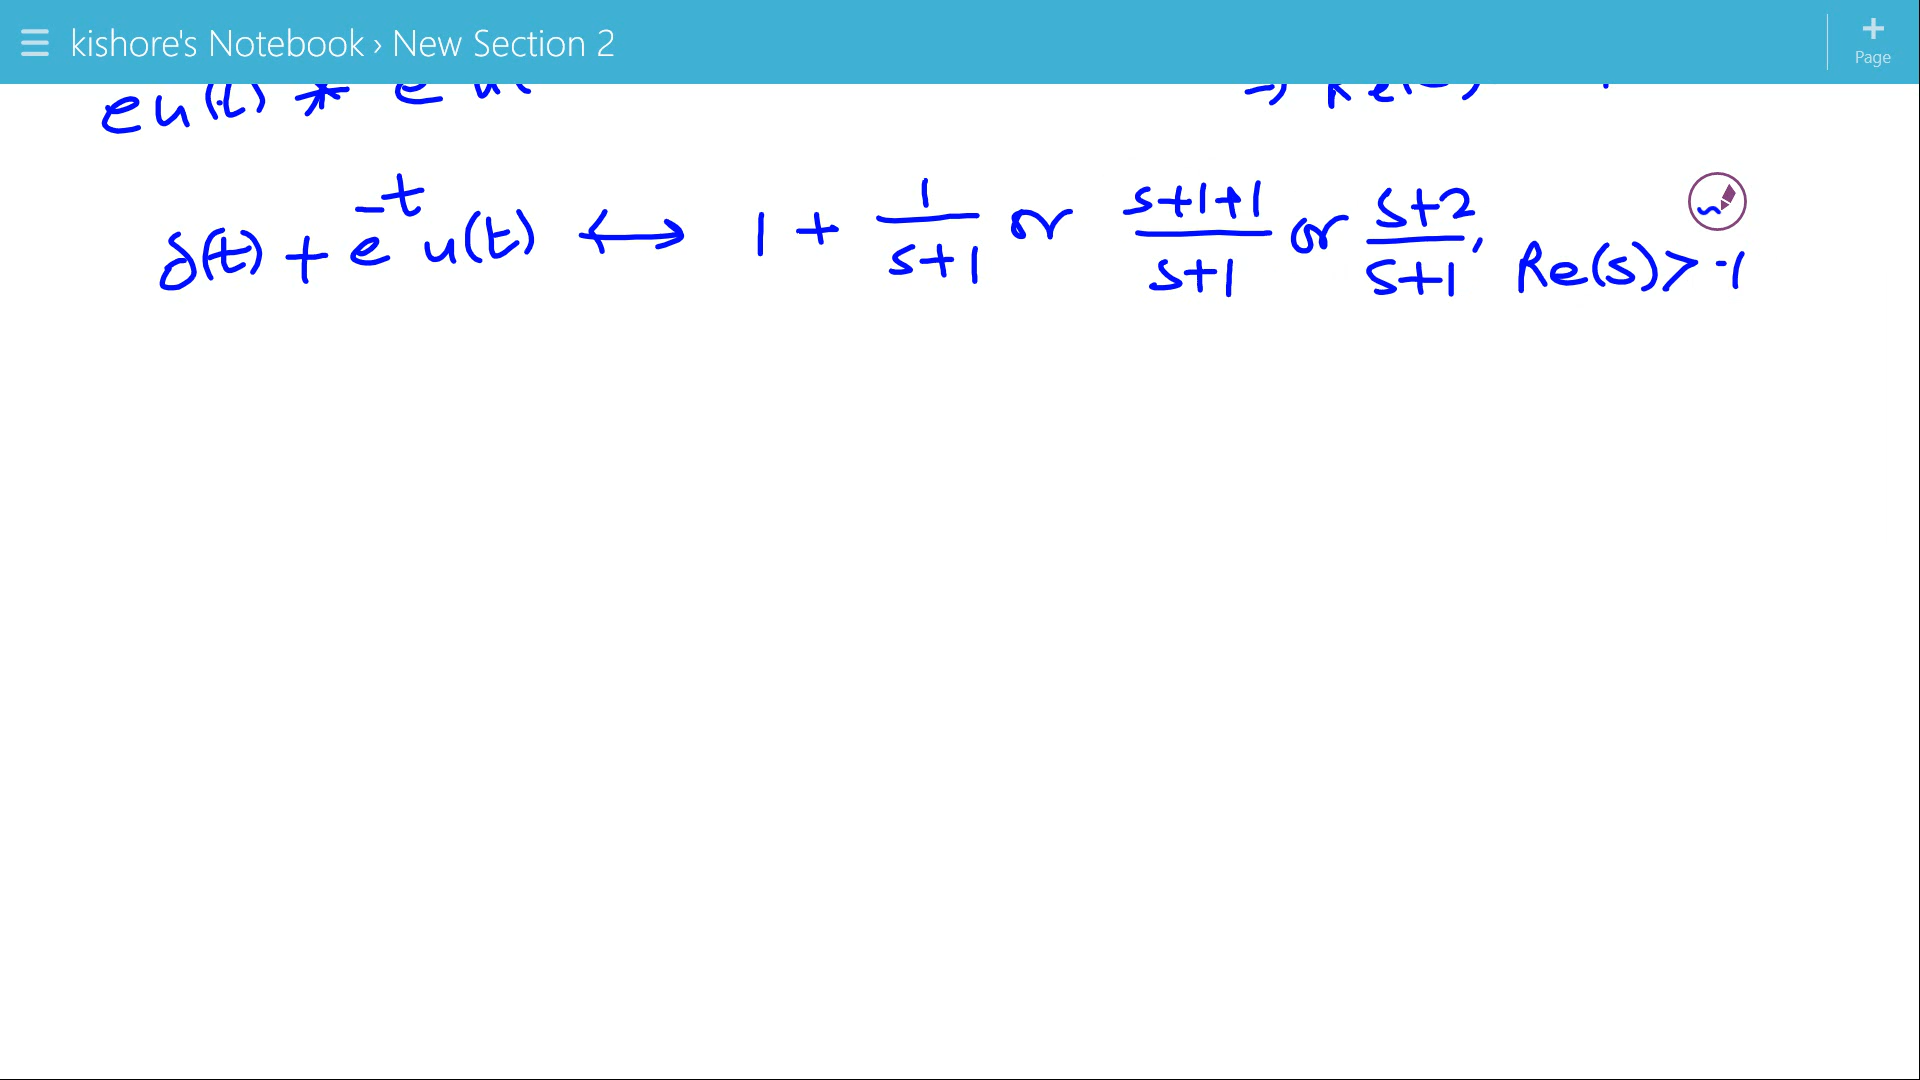 kishore's Notebook › New Section 2
+
Page
e u(t) * e
δ(t) + e^{-t} u(t) ↔ 1 + 1/(s+1) or (s+1+1)/(s+1) or (s+2)/(s+1), Re(s) > -1